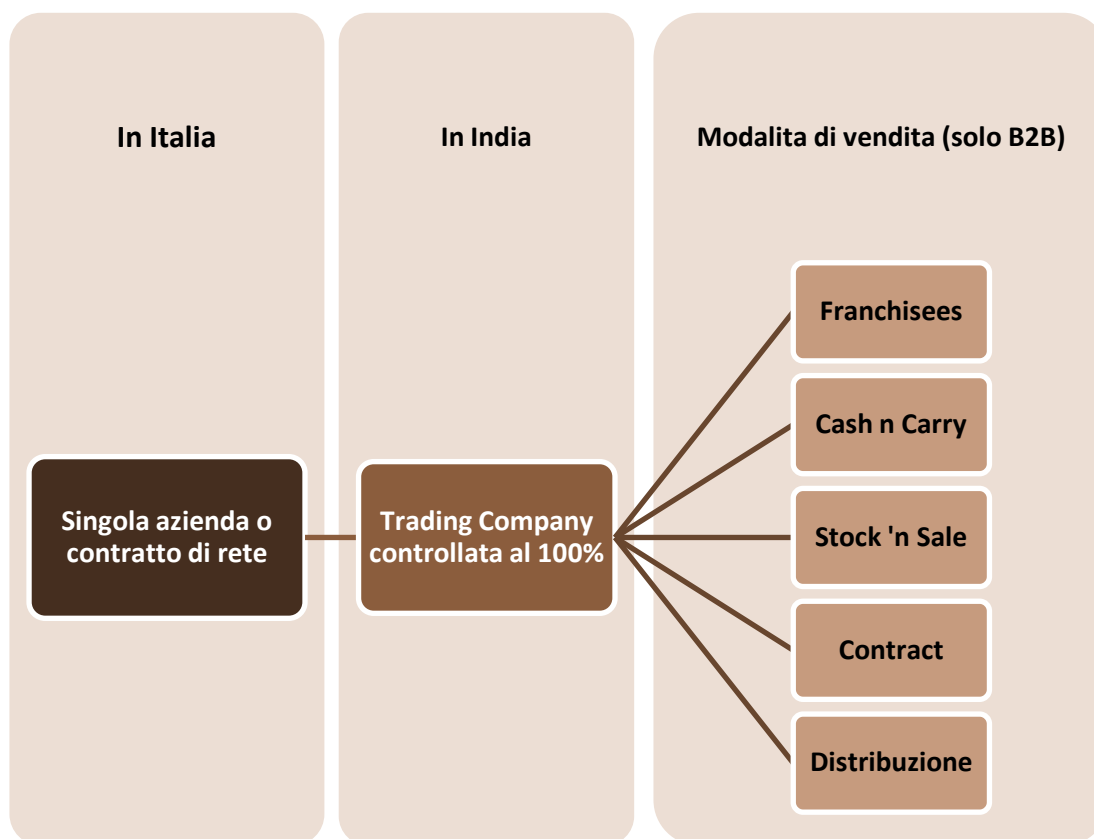 In Italia
In India
Modalita di vendita (solo B2B)
Singola azienda o
contratto di rete
Trading Company
controllata al 100%
Franchisees
Cash n Carry
Stock 'n Sale
Contract
Distribuzione